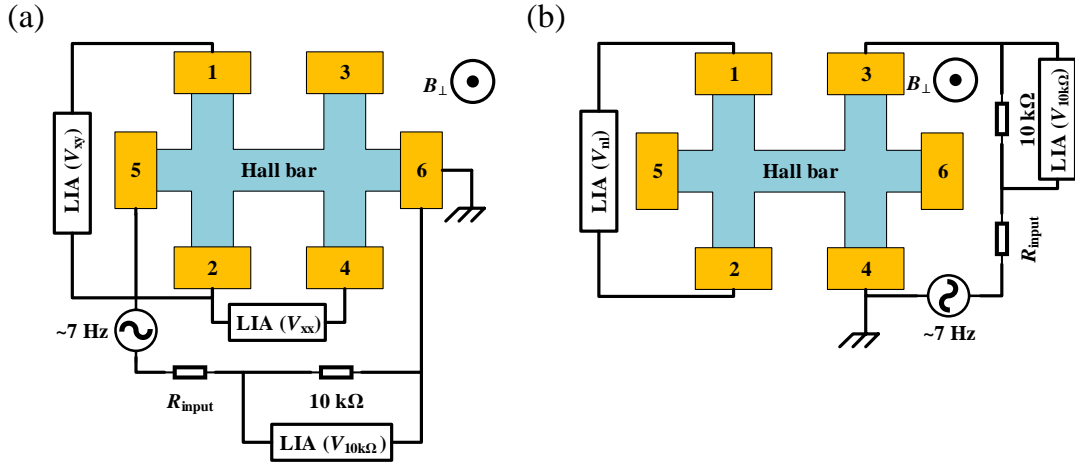 (a)
(b)
1
3
B⊥
LIA (Vxy)
5
Hall bar
6
2
4
LIA (Vxx)
~7 Hz
Rinput
10 kΩ
LIA (V10kΩ)
1
3
B⊥
10 kΩ
LIA (V10kΩ)
LIA (Vnl)
5
Hall bar
6
Rinput
2
4
~7 Hz